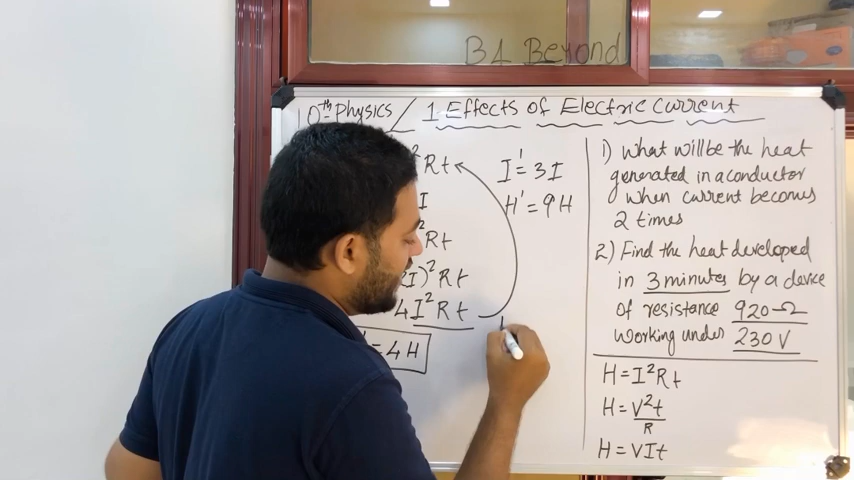 B4 Beyond
10th Physics / 1 Effects of Electric Current
²Rt
I
²Rt
I)²Rt
4I²Rt
= 4H
I' = 3I
H' = 9H
1) What will be the heat
generated in a conductor
when current becomes
2 times
2) Find the heat developed
in 3 minutes by a device
of resistance 920 Ω
working under 230 V
H = I²Rt
H = V²t
R
H = VIt